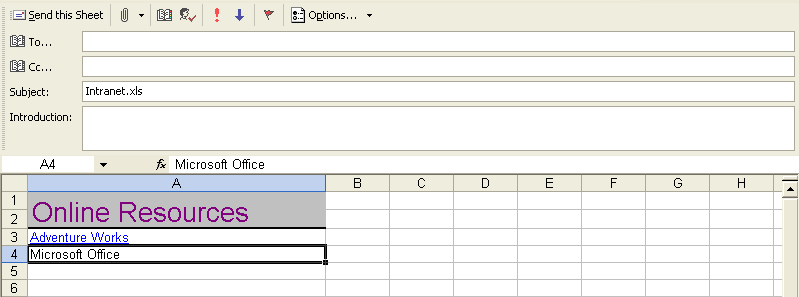 Send this Sheet Options...
To...
Cc...
Subject: Intranet.xls
Introduction:
A4 fx Microsoft Office
A B C D E F G H
1
Online Resources
2
3 Adventure Works
4 Microsoft Office
5
6